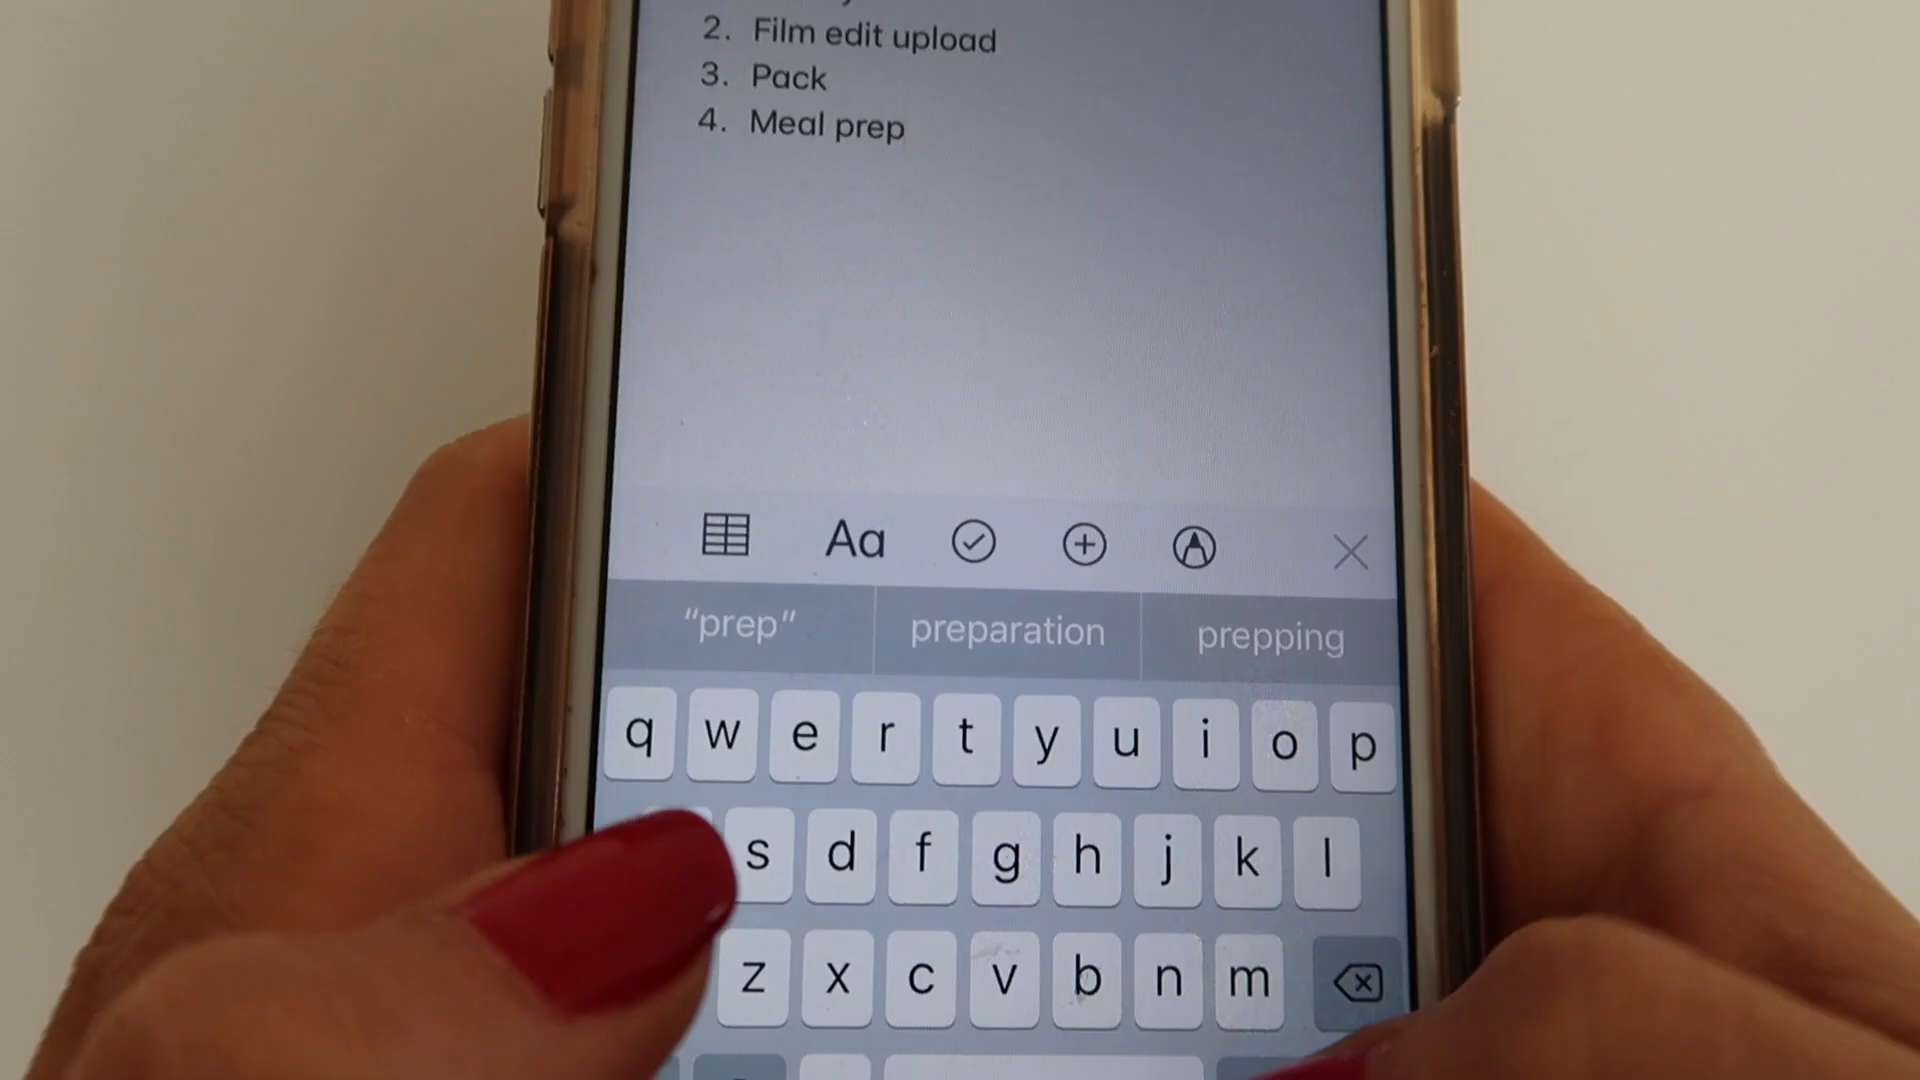 2. Film edit upload
3. Pack
4. Meal prep
Aa
"prep" preparation prepping
q w e r t y u i o p
s d f g h j k l
z x c v b n m